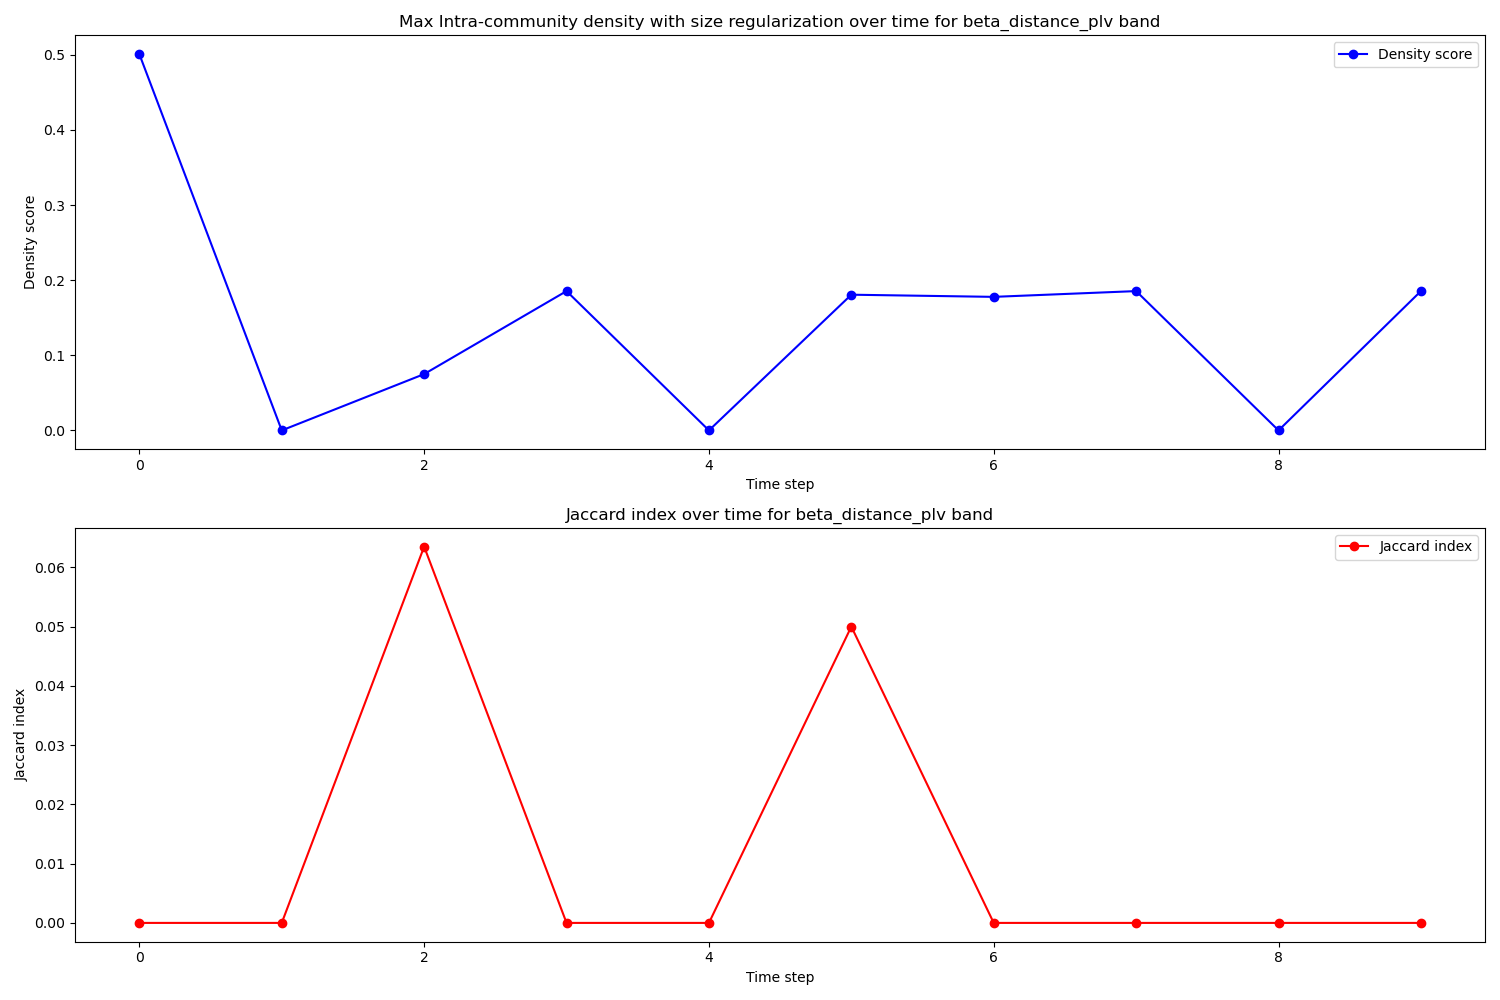 Max Intra-community density with size regularization over time for beta_distance_plv band
Density score
0.5
0.4
0.3
0.2
0.1
0.0
Density score
0
2
4
6
8
Time step
Jaccard index over time for beta_distance_plv band
Jaccard index
0.06
0.05
0.04
0.03
0.02
0.01
0.00
Jaccard index
0
2
4
6
8
Time step